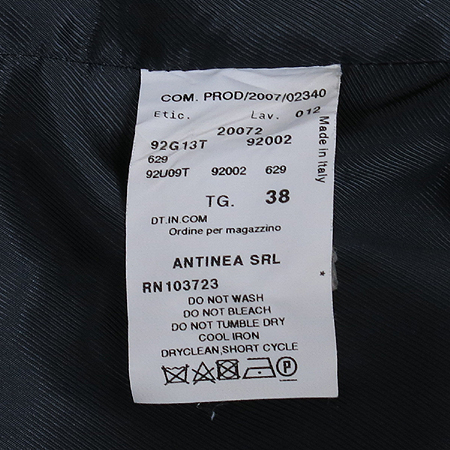 COM. PROD/2007/02340
Etic. Lav. 012
20072
92G13T 92002
629
92U09T 92002 629
TG. 38
DT.IN.COM
Ordine per magazzino
ANTINEA SRL
RN103723
DO NOT WASH
DO NOT BLEACH
DO NOT TUMBLE DRY
COOL IRON
DRYCLEAN,SHORT CYCLE
P
Made in Italy
*